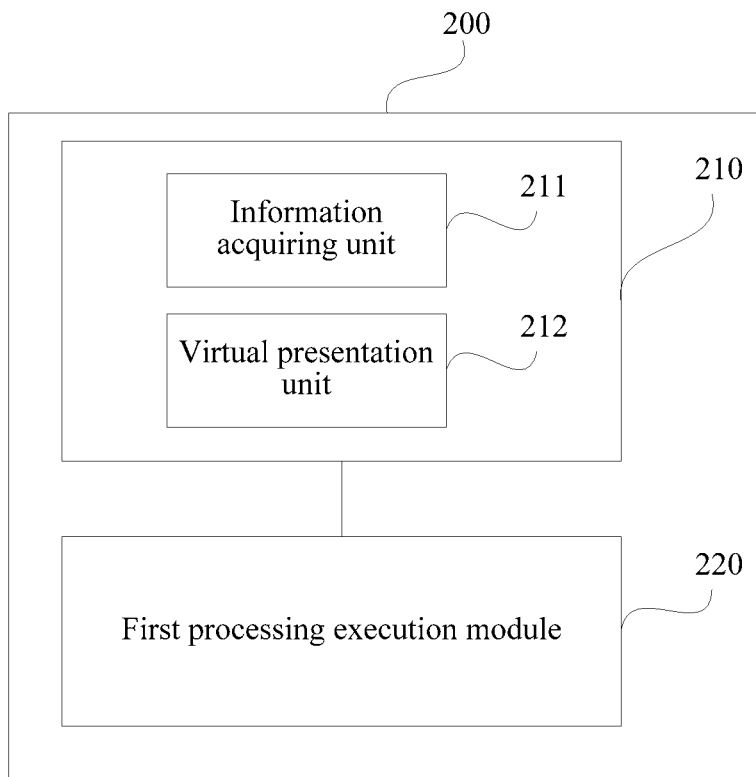 200
210
Information
acquiring unit
211
Virtual presentation
unit
212
First processing execution module
220